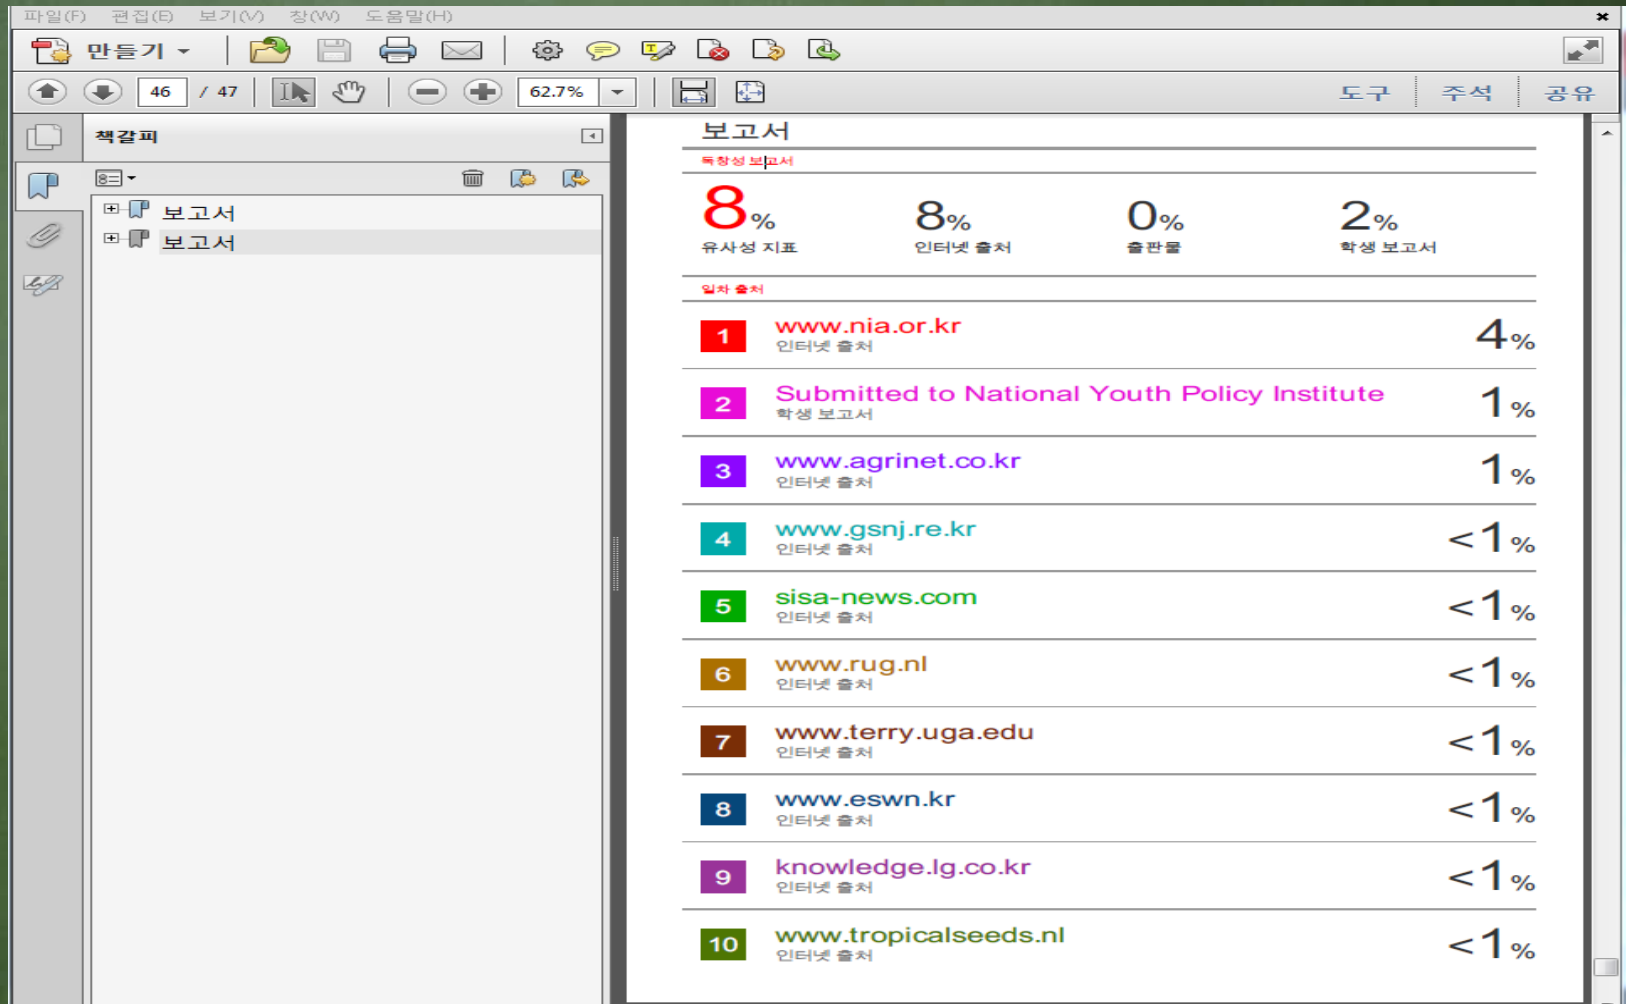 파일(F) 편집(E) 보기(V) 창(W) 도움말(H)
만들기
46 / 47 62.7% 도구 주석 공유
책갈피
보고서
보고서
보고서
독창성 보고서
8% 8% 0% 2%
유사성 지표 인터넷 출처 출판물 학생 보고서
일차 출처
1 www.nia.or.kr 4%
인터넷 출처
2 Submitted to National Youth Policy Institute 1%
학생 보고서
3 www.agrinet.co.kr 1%
인터넷 출처
4 www.gsnj.re.kr <1%
인터넷 출처
5 sisa-news.com <1%
인터넷 출처
6 www.rug.nl <1%
인터넷 출처
7 www.terry.uga.edu <1%
인터넷 출처
8 www.eswn.kr <1%
인터넷 출처
9 knowledge.lg.co.kr <1%
인터넷 출처
10 www.tropicalseeds.nl <1%
인터넷 출처